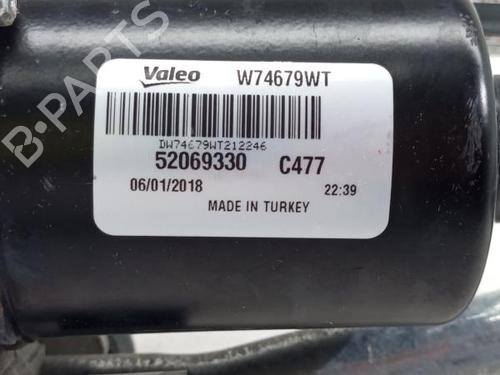 B-PARTS
Valeo W74679WT
DW74679WT212246
52069330 C477
06/01/2018 22:39
MADE IN TURKEY